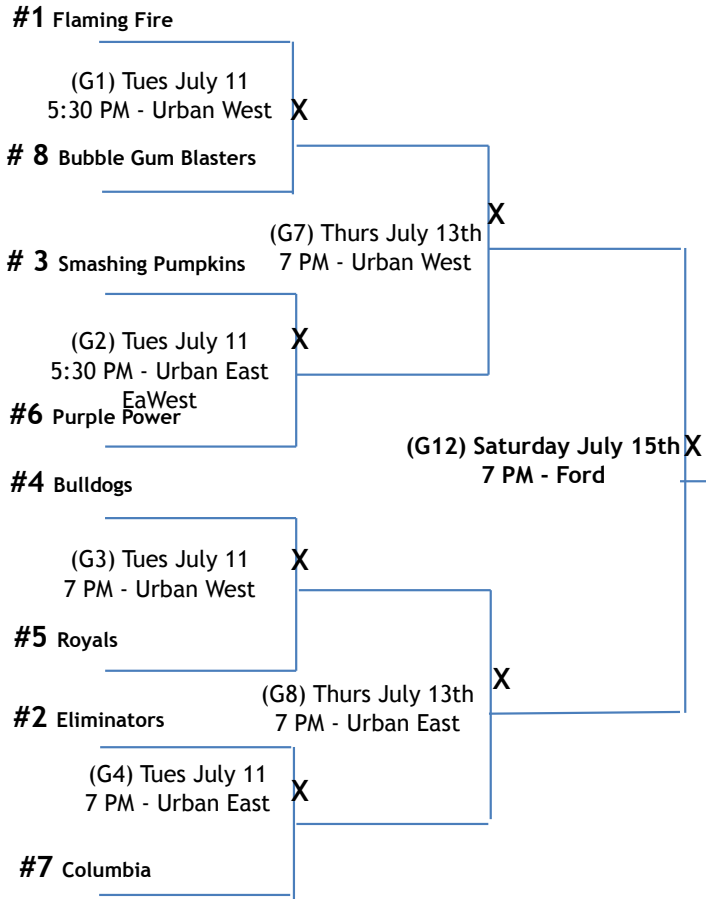 #1 Flaming Fire
(G1) Tues July 11
5:30 PM - Urban West
X
# 8 Bubble Gum Blasters
X
(G7) Thurs July 13th
7 PM - Urban West
# 3 Smashing Pumpkins
(G2) Tues July 11
5:30 PM - Urban East
EaWest
X
#6 Purple Power
(G12) Saturday July 15th
7 PM - Ford
X
#4 Bulldogs
(G3) Tues July 11
7 PM - Urban West
X
#5 Royals
X
(G8) Thurs July 13th
7 PM - Urban East
#2 Eliminators
(G4) Tues July 11
7 PM - Urban East
X
#7 Columbia